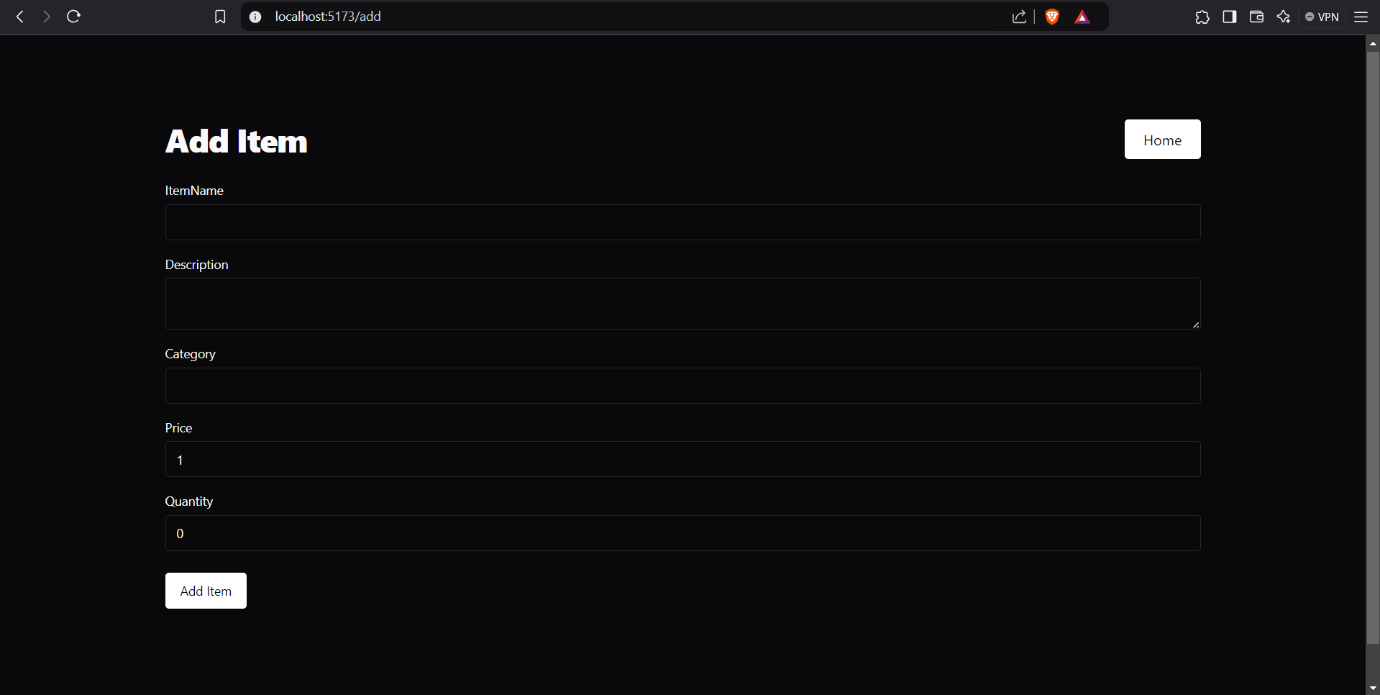 localhost:5173/add
VPN
Add Item
Home
ItemName
Description
Category
Price
1
Quantity
0
Add Item